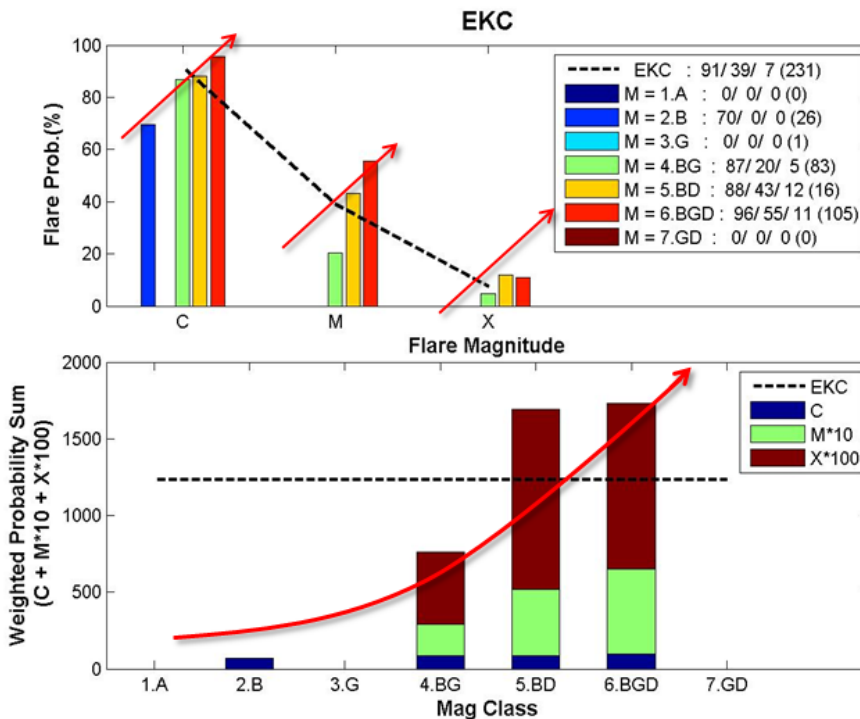 EKC
100
80
60
40
20
0
Flare Prob.(%)
C M X
Flare Magnitude
EKC : 91/ 39/ 7 (231)
M = 1.A : 0/ 0/ 0 (0)
M = 2.B : 70/ 0/ 0 (26)
M = 3.G : 0/ 0/ 0 (1)
M = 4.BG : 87/ 20/ 5 (83)
M = 5.BD : 88/ 43/ 12 (16)
M = 6.BGD : 96/ 55/ 11 (105)
M = 7.GD : 0/ 0/ 0 (0)
2000
1500
1000
500
0
Weighted Probability Sum
(C + M*10 + X*100)
EKC
C
M*10
X*100
1.A 2.B 3.G 4.BG 5.BD 6.BGD 7.GD
Mag Class